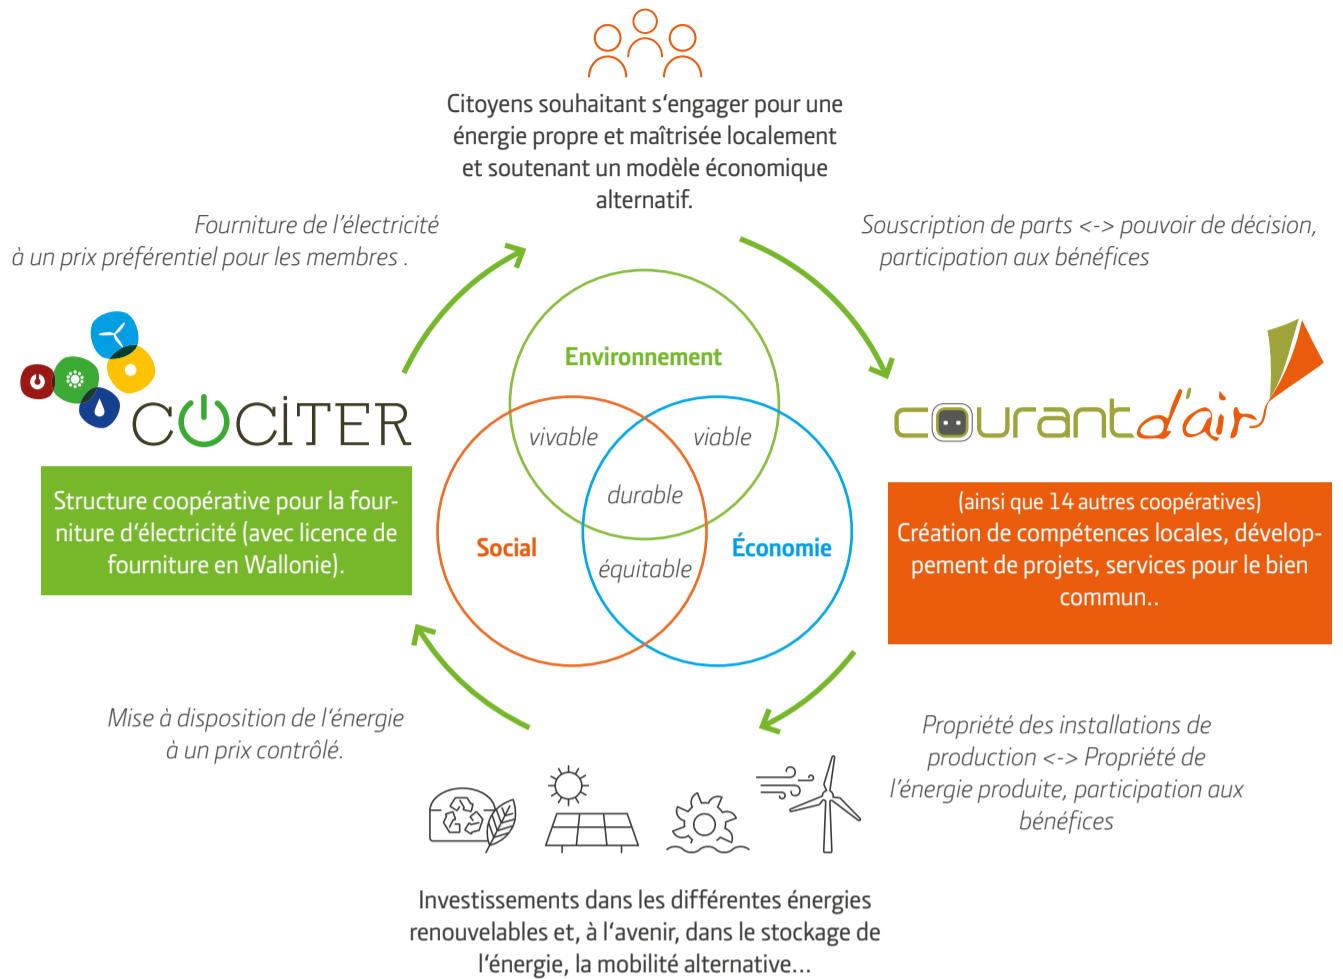 Citoyens souhaitant s‘engager pour une
énergie propre et maîtrisée localement
et soutenant un modèle économique
alternatif.
Fourniture de l’électricité
à un prix préférentiel pour les membres .
Souscription de parts <-> pouvoir de décision,
participation aux bénéfices
COCiTER
Structure coopérative pour la four-
niture d‘électricité (avec licence de
fourniture en Wallonie).
Environnement
vivable
viable
durable
Social
Économie
équitable
courant d'air
(ainsi que 14 autres coopératives)
Création de compétences locales, dévelop-
pement de projets, services pour le bien
commun..
Mise à disposition de l‘énergie
à un prix contrôlé.
Propriété des installations de
production <-> Propriété de
l’énergie produite, participation aux
bénéfices
Investissements dans les différentes énergies
renouvelables et, à l‘avenir, dans le stockage de
l‘énergie, la mobilité alternative...